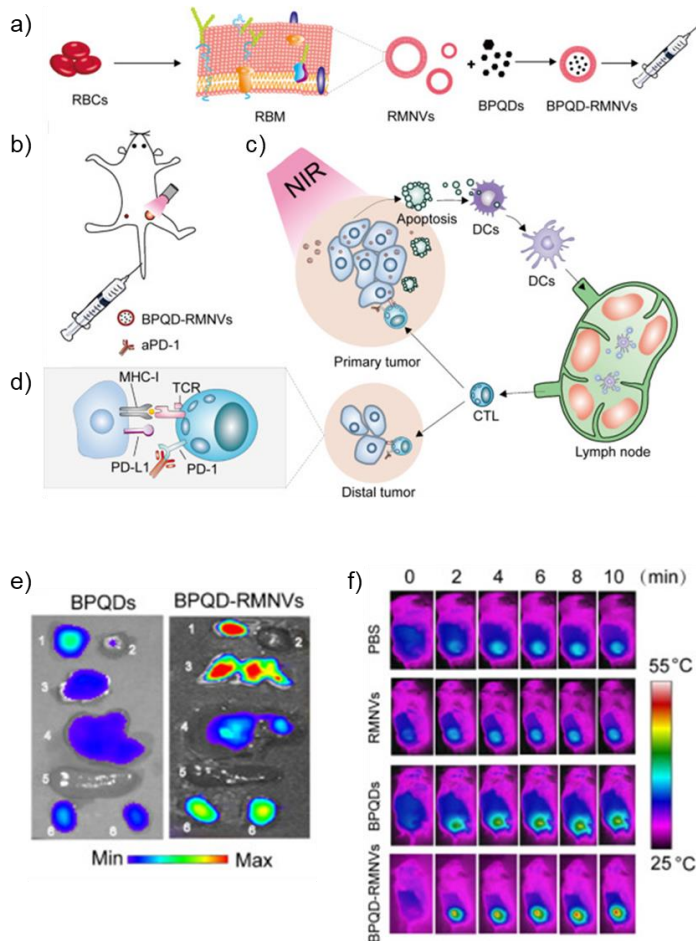 a)
RBCs
RBM
RMNVs
+
BPQDs
BPQD-RMNVs
b)
BPQD-RMNVs
aPD-1
c)
NIR
Apoptosis
DCs
DCs
Primary tumor
CTL
Lymph node
Distal tumor
d)
MHC-I
TCR
PD-L1
PD-1
e)
BPQDs
BPQD-RMNVs
1
2
3
4
5
6
6
1
2
3
4
5
6
6
Min
Max
f)
0 2 4 6 8 10 (min)
PBS
RMNVs
BPQDs
BPQD-RMNVs
55 °C
25 °C